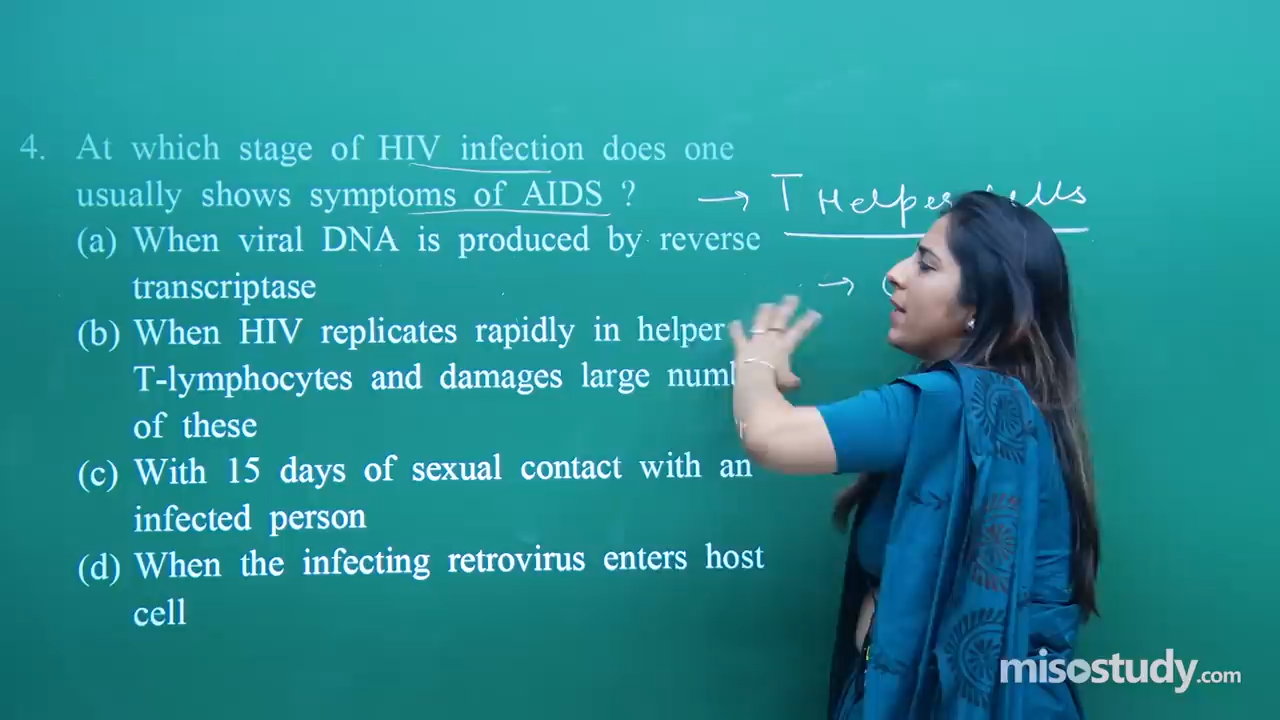 4. At which stage of HIV infection does one
usually shows symptoms of AIDS ?
→ T Helper
(a) When viral DNA is produced by reverse
transcriptase
→
(b) When HIV replicates rapidly in helper
T-lymphocytes and damages large
of these
(c) With 15 days of sexual contact with an
infected person
(d) When the infecting retrovirus enters host
cell
misostudy.com